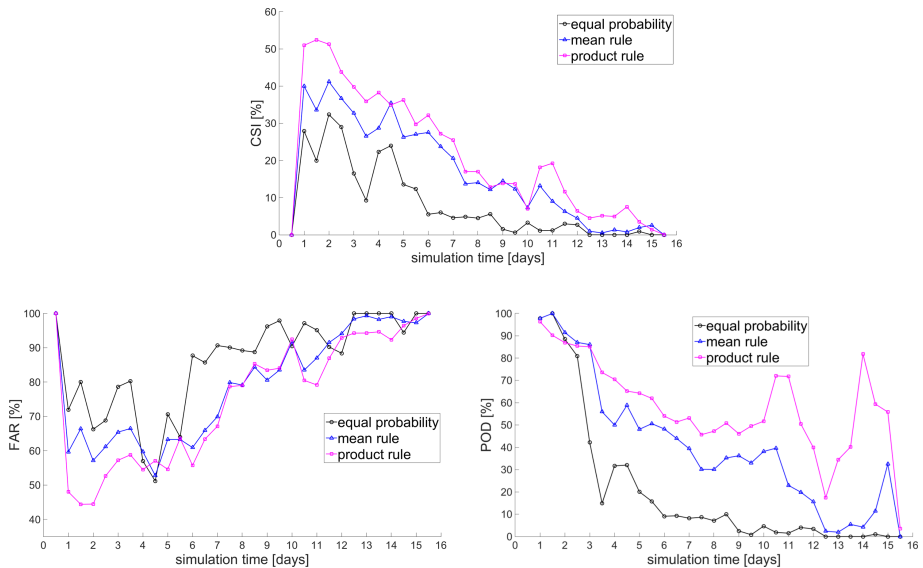 60
50
40
30
20
10
0
CSI [%]
1 2 3 4 5 6 7 8 9 10 11 12 13 14 15 16
simulation time [days]
equal probability
mean rule
product rule
100
90
80
70
60
50
40
FAR [%]
0 1 2 3 4 5 6 7 8 9 10 11 12 13 14 15 16
simulation time [days]
equal probability
mean rule
product rule
100
90
80
70
60
50
40
30
20
10
0
POD [%]
0 1 2 3 4 5 6 7 8 9 10 11 12 13 14 15 16
simulation time [days]
equal probability
mean rule
product rule